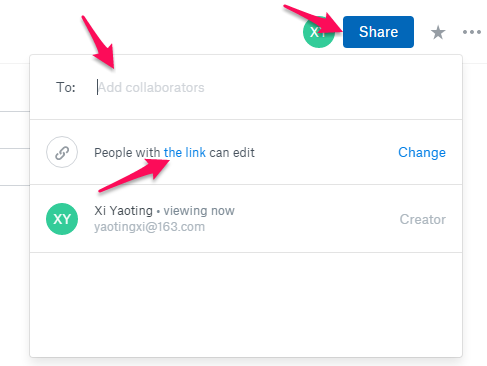 XY Share
To: Add collaborators
People with the link can edit Change
XY Xi Yaoting • viewing now
yaotingxi@163.com Creator